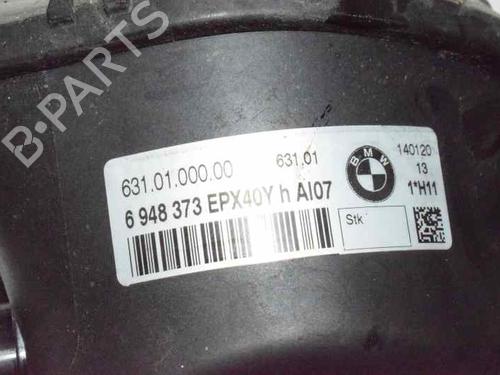 B-PARTS
631.01.000.00 631.01
BMW
140120
13
1*H11
6 948 373 EPX40Y h AI07
Stk